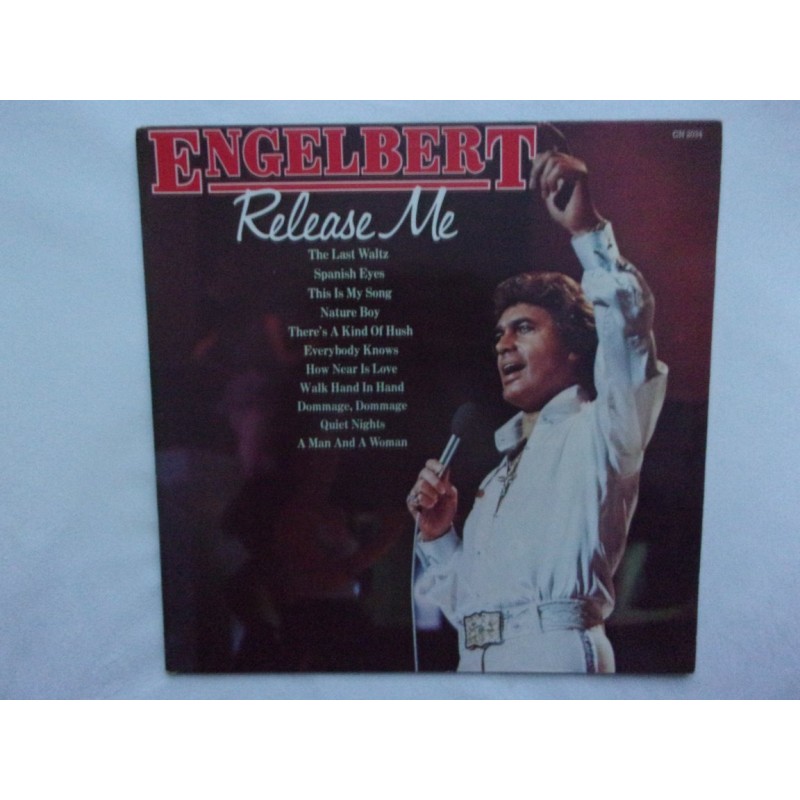 ENGELBERT
Release Me
The Last Waltz
Spanish Eyes
This Is My Song
Nature Boy
There's A Kind Of Hush
Everybody Knows
How Near Is Love
Walk Hand In Hand
Dommage, Dommage
Quiet Nights
A Man And A Woman